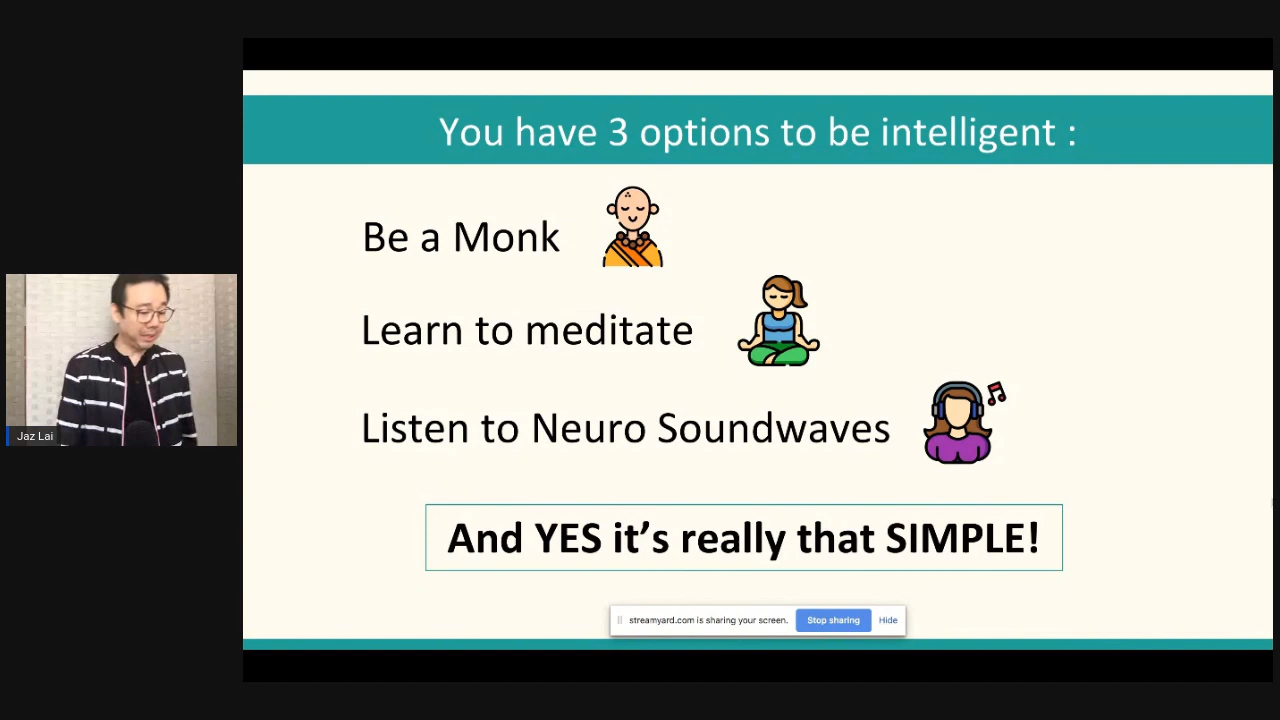 You have 3 options to be intelligent :
Be a Monk
Learn to meditate
Listen to Neuro Soundwaves
And YES it's really that SIMPLE!
Jaz Lai
streamyard.com is sharing your screen.
Stop sharing
Hide